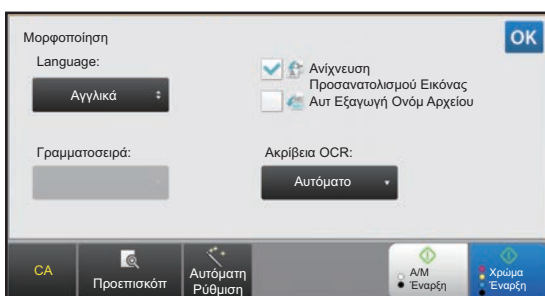 Μορφοποίηση
OK
Language:
Αγγλικά
Ανίχνευση
Προσανατολισμού Εικόνας
Αυτ Εξαγωγή Ονόμ Αρχείου
Γραμματοσειρά:
Ακρίβεια OCR:
Αυτόματο
CA
Προεπισκόπ
Αυτόματη
Ρύθμιση
Α/Μ
Έναρξη
Χρώμα
Έναρξη